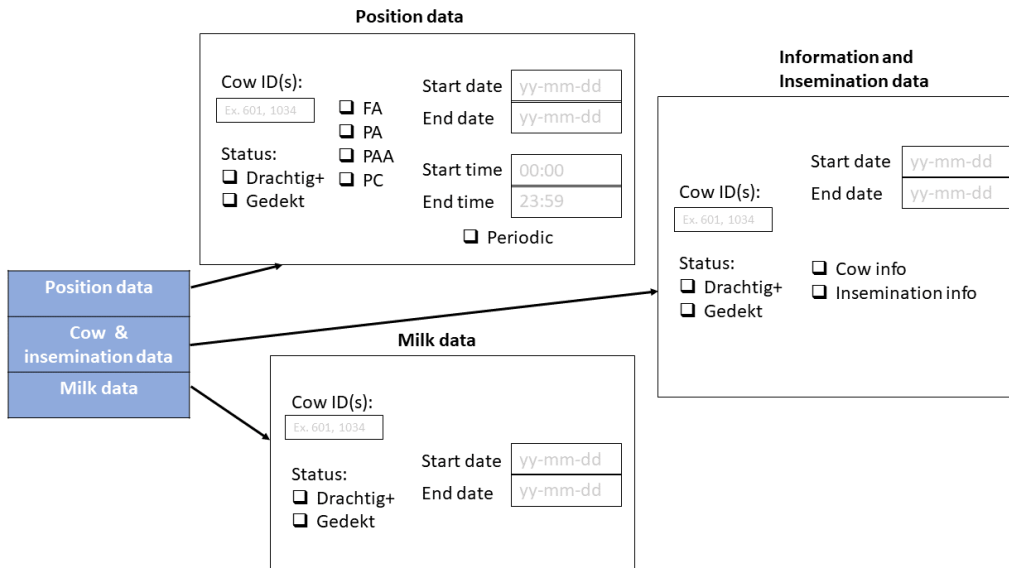 Position data
Cow ID(s):
Ex. 601, 1034
Status:
Drachtig+
Gedekt
FA
PA
PAA
PC
Start date yy-mm-dd
End date yy-mm-dd
Start time 00:00
End time 23:59
Periodic
Information and
Insemination data
Start date yy-mm-dd
End date yy-mm-dd
Cow ID(s):
Ex. 601, 1034
Status:
Drachtig+
Gedekt
Cow info
Insemination info
Position data
Cow &
insemination data
Milk data
Milk data
Cow ID(s):
Ex. 601, 1034
Status:
Drachtig+
Gedekt
Start date yy-mm-dd
End date yy-mm-dd